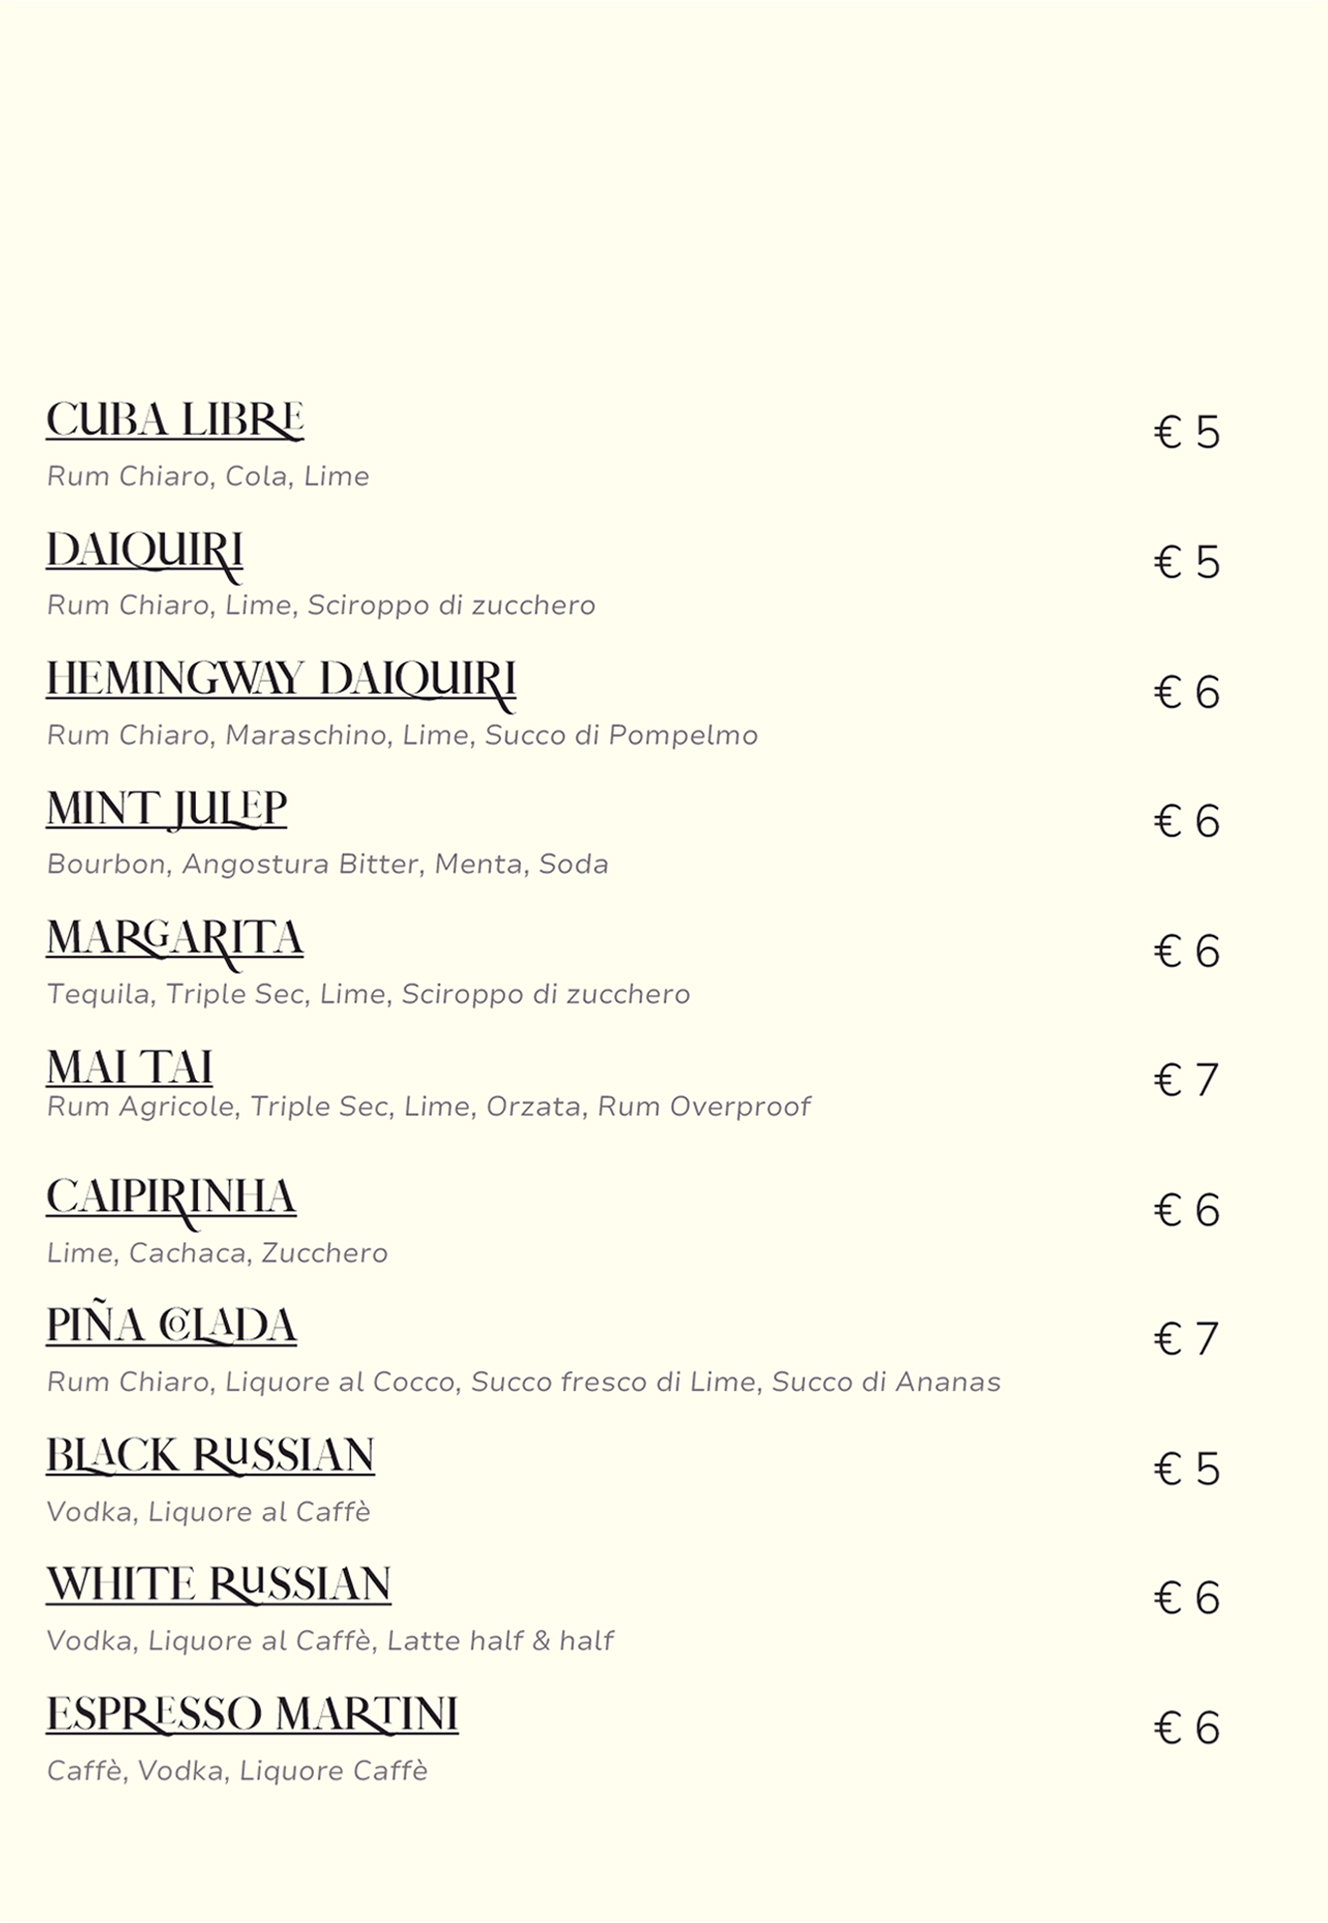 CUBA LIBRE
€ 5
Rum Chiaro, Cola, Lime
DAIQUIRI
€ 5
Rum Chiaro, Lime, Sciroppo di zucchero
HEMINGWAY DAIQUIRI
€ 6
Rum Chiaro, Maraschino, Lime, Succo di Pompelmo
MINT JULEP
€ 6
Bourbon, Angostura Bitter, Menta, Soda
MARGARITA
€ 6
Tequila, Triple Sec, Lime, Sciroppo di zucchero
MAI TAI
€ 7
Rum Agricole, Triple Sec, Lime, Orzata, Rum Overproof
CAIPIRINHA
€ 6
Lime, Cachaca, Zucchero
PIÑA COLADA
€ 7
Rum Chiaro, Liquore al Cocco, Succo fresco di Lime, Succo di Ananas
BLACK RUSSIAN
€ 5
Vodka, Liquore al Caffè
WHITE RUSSIAN
€ 6
Vodka, Liquore al Caffè, Latte half & half
ESPRESSO MARTINI
€ 6
Caffè, Vodka, Liquore Caffè